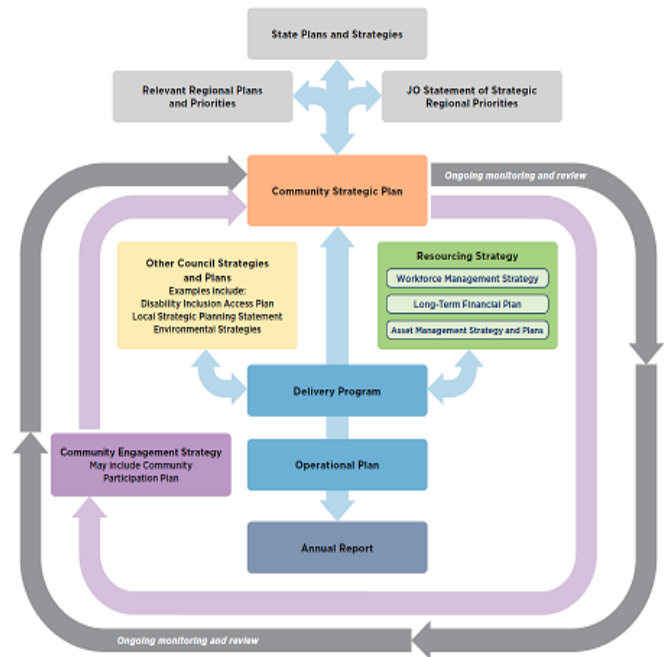 State Plans and Strategies
Relevant Regional Plans
and Priorities
JO Statement of Strategic
Regional Priorities
Community Strategic Plan
Ongoing monitoring and review
Other Council Strategies
and Plans
Examples include:
Disability Inclusion Access Plan
Local Strategic Planning Statement
Environmental Strategies
Resourcing Strategy
Workforce Management Strategy
Long-Term Financial Plan
Asset Management Strategy and Plans
Delivery Program
Community Engagement Strategy
May include Community
Participation Plan
Operational Plan
Annual Report
Ongoing monitoring and review